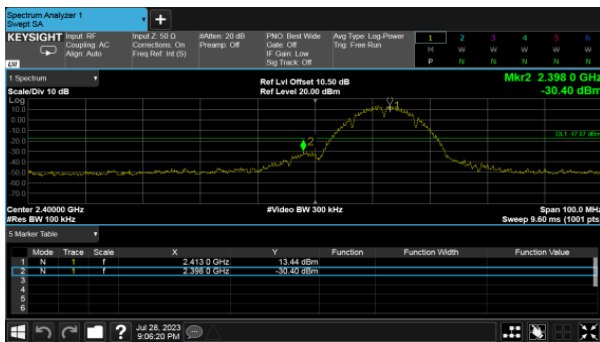 Spectrum Analyzer 1
Swept SA
+
KEYSIGHT Input: RF Input Z: 50 Ω #Atten: 20 dB PNO: Best Wide Avg Type: Log-Power 1 2 3 4 5 6
Coupling: AC Corrections: On Preamp: Off Gate: Off Trig: Free Run M W W W W W
Align: Auto Freq Ref: Int (S) IF Gain: Low
Sig Track: Off P N N N N N
LXI
1 Spectrum Ref Lvl Offset 10.50 dB Mkr2 2.398 0 GHz
Scale/Div 10 dB Ref Level 20.00 dBm -30.40 dBm
Log
10.0 1
0.00
-10.0
-20.0 DL1 -17.07 dBm
-30.0 2
-40.0
-50.0
-60.0
-70.0
Center 2.40000 GHz #Video BW 300 kHz Span 100.0 MHz
#Res BW 100 kHz Sweep 9.60 ms (1001 pts)
5 Marker Table
Mode Trace Scale X Y Function Function Width Function Value
1 N 1 f 2.413 0 GHz 13.44 dBm
2 N 1 f 2.398 0 GHz -30.40 dBm
3
4
5
6
? Jul 28, 2023
9:06:20 PM